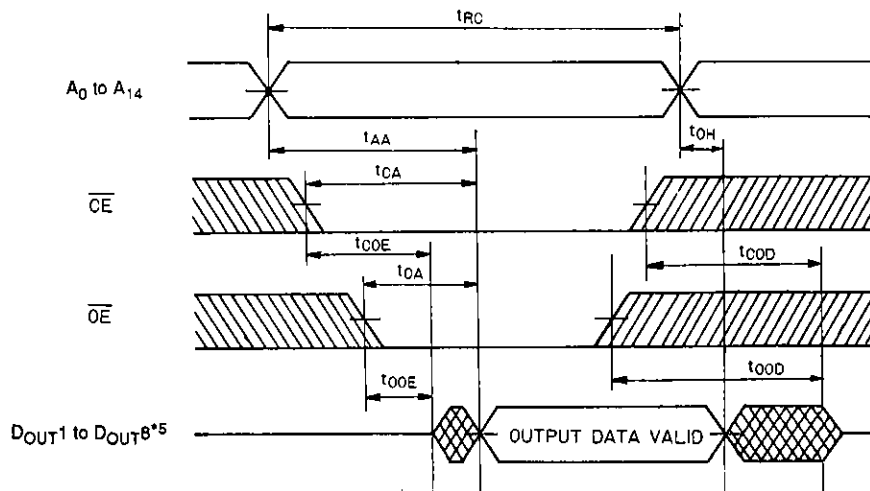 tRC
A0 to A14
tAA
tOH
tCA
CE
tCOE
tCOD
tOA
OE
tOOD
tOOE
DOUT1 to DOUT8*5
OUTPUT DATA VALID